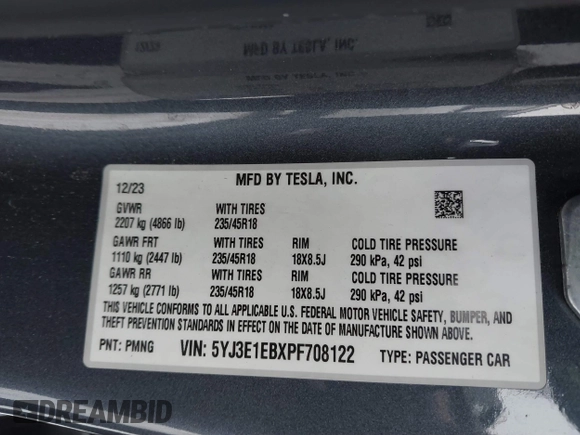 MFD BY TESLA, INC.
12/23
GVWR WITH TIRES
2207 kg (4866 lb) 235/45R18
GAWR FRT WITH TIRES RIM COLD TIRE PRESSURE
1110 kg (2447 lb) 235/45R18 18X8.5J 290 kPa, 42 psi
GAWR RR WITH TIRES RIM COLD TIRE PRESSURE
1257 kg (2771 lb) 235/45R18 18X8.5J 290 kPa, 42 psi
THIS VEHICLE CONFORMS TO ALL APPLICABLE U.S. FEDERAL MOTOR VEHICLE SAFETY, BUMPER, AND
THEFT PREVENTION STANDARDS IN EFFECT ON THE DATE OF MANUFACTURE SHOWN ABOVE.
PNT: PMNG VIN: 5YJ3E1EBXPF708122 TYPE: PASSENGER CAR
DREAMBID